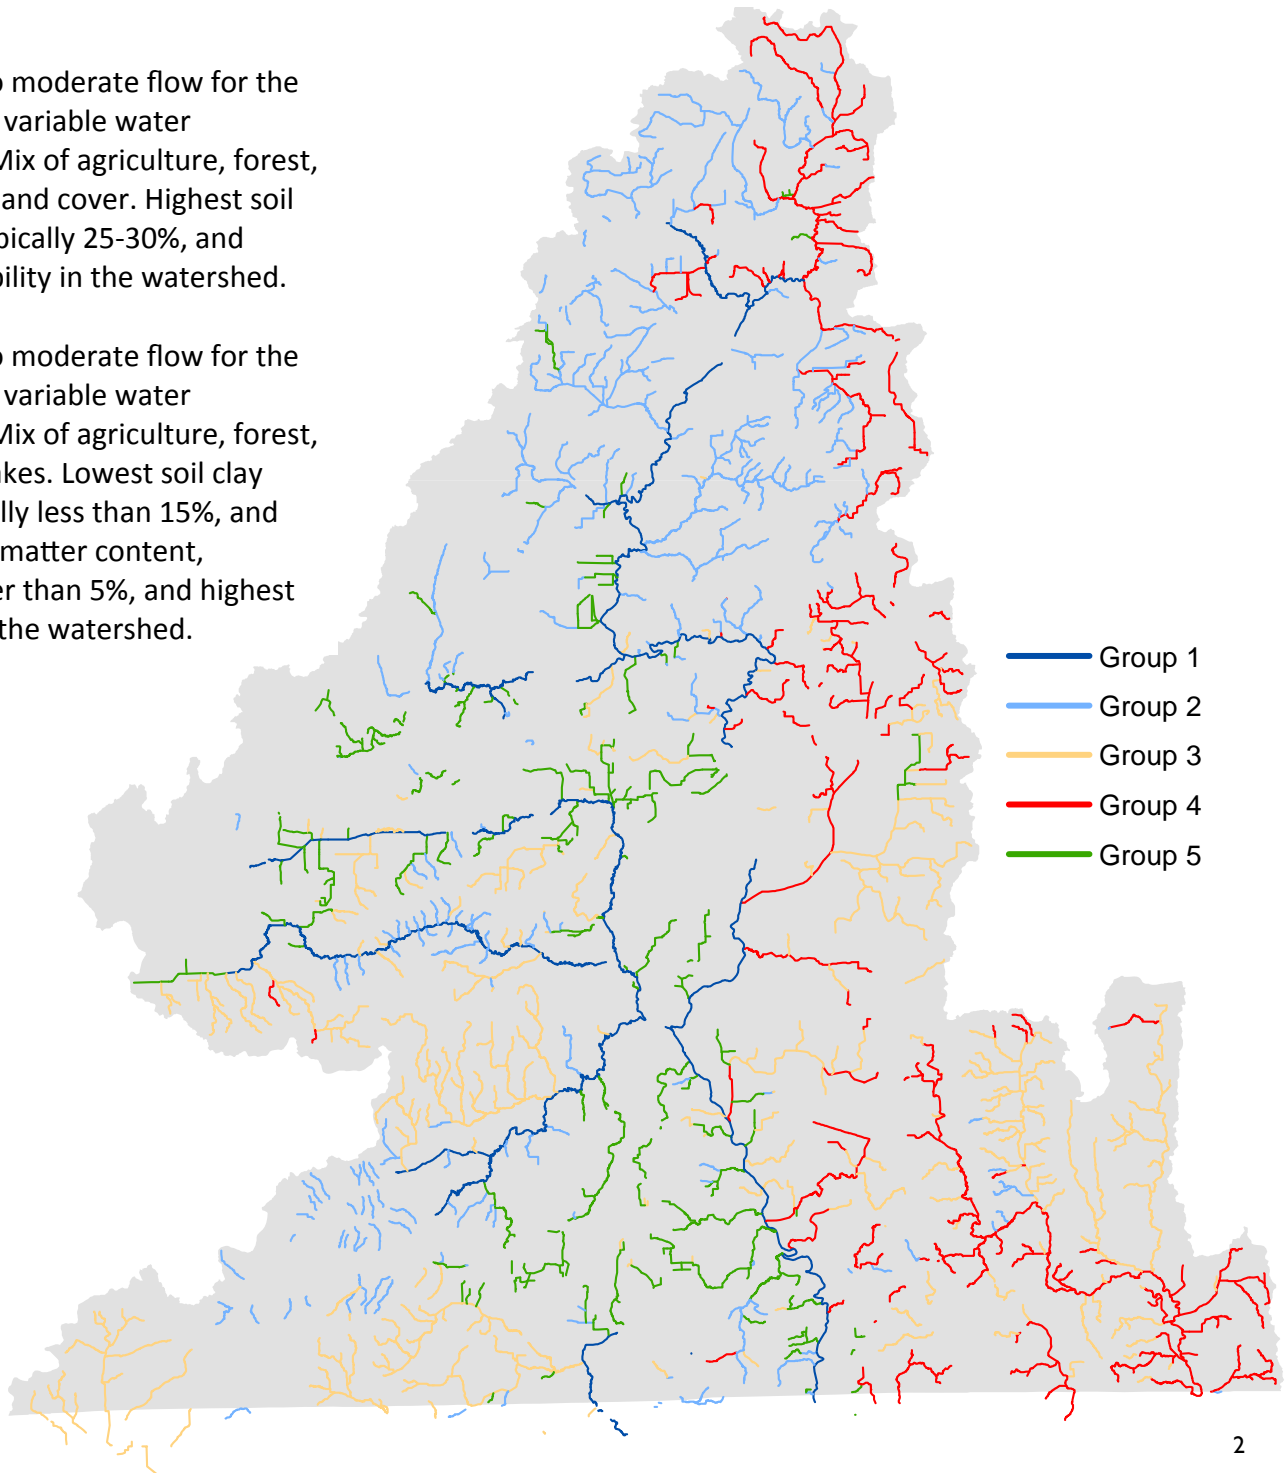 o moderate flow for the
variable water
Mix of agriculture, forest,
and cover. Highest soil
pically 25-30%, and
bility in the watershed.
o moderate flow for the
variable water
Mix of agriculture, forest,
akes. Lowest soil clay
lly less than 15%, and
matter content,
er than 5%, and highest
the watershed.
Group 1
Group 2
Group 3
Group 4
Group 5
2